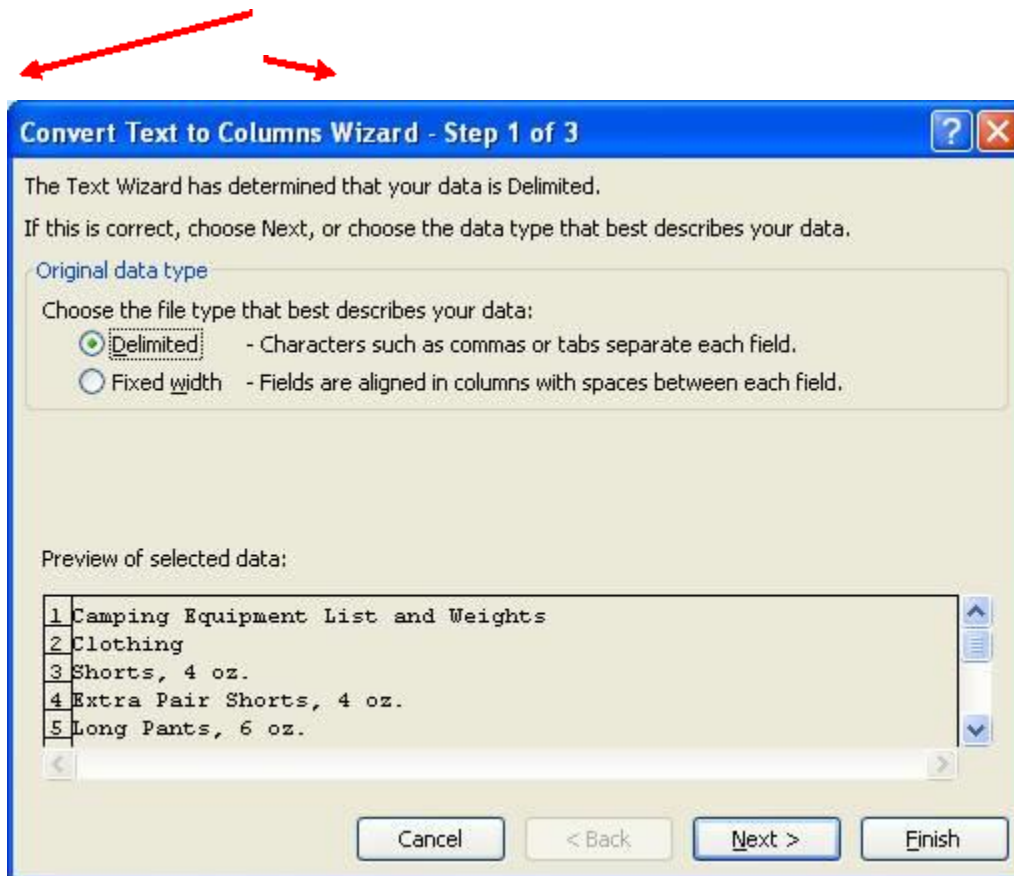 Convert Text to Columns Wizard - Step 1 of 3
The Text Wizard has determined that your data is Delimited.
If this is correct, choose Next, or choose the data type that best describes your data.
Original data type
Choose the file type that best describes your data:
Delimited - Characters such as commas or tabs separate each field.
Fixed width - Fields are aligned in columns with spaces between each field.
Preview of selected data:
1 Camping Equipment List and Weights
2 Clothing
3 Shorts, 4 oz.
4 Extra Pair Shorts, 4 oz.
5 Long Pants, 6 oz.
Cancel < Back Next > Finish